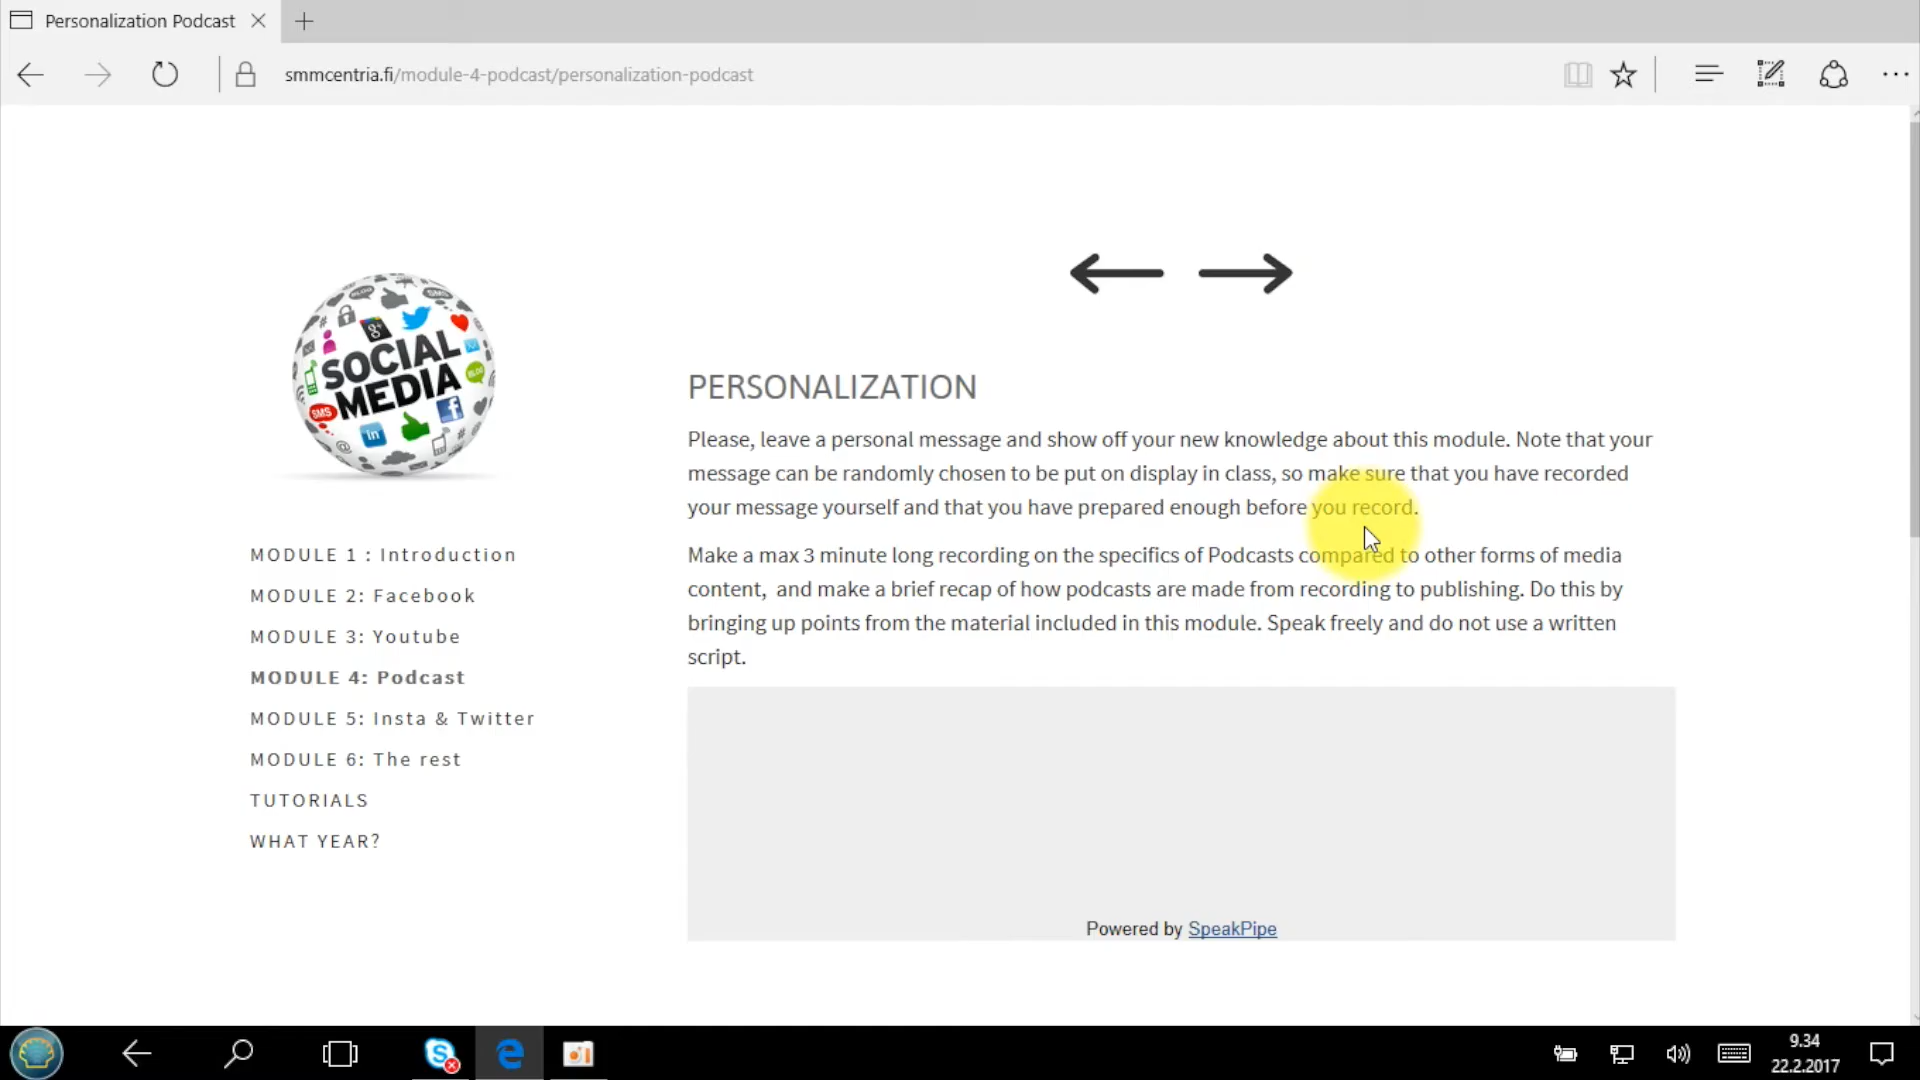 Personalization Podcast
smmcentria.fi/module-4-podcast/personalization-podcast
SOCIAL
MEDIA
SMS
BLOG
SMS
g+
in
f
MODULE 1 : Introduction
MODULE 2: Facebook
MODULE 3: Youtube
MODULE 4: Podcast
MODULE 5: Insta & Twitter
MODULE 6: The rest
TUTORIALS
WHAT YEAR?
PERSONALIZATION
Please, leave a personal message and show off your new knowledge about this module. Note that your
message can be randomly chosen to be put on display in class, so make sure that you have recorded
your message yourself and that you have prepared enough before you record.
Make a max 3 minute long recording on the specifics of Podcasts compared to other forms of media
content,  and make a brief recap of how podcasts are made from recording to publishing. Do this by
bringing up points from the material included in this module. Speak freely and do not use a written
script.
Powered by SpeakPipe
9.34
22.2.2017